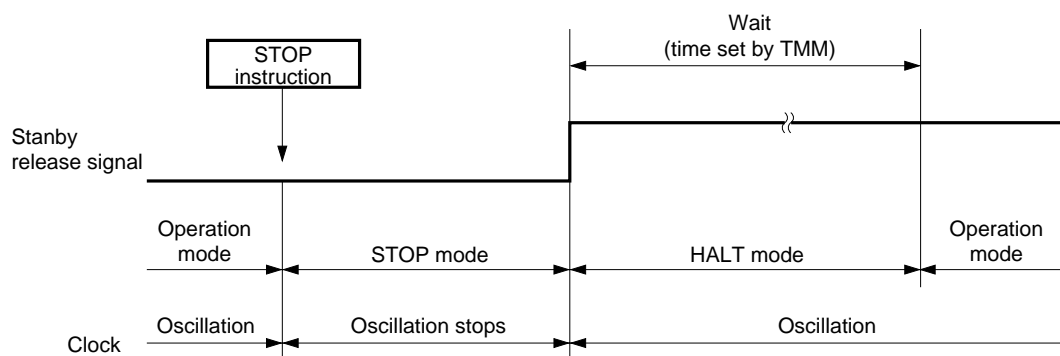 Wait
(time set by TMM)
STOP
instruction
Stanby
release signal
Operation
mode
STOP mode
HALT mode
Operation
mode
Clock
Oscillation
Oscillation stops
Oscillation